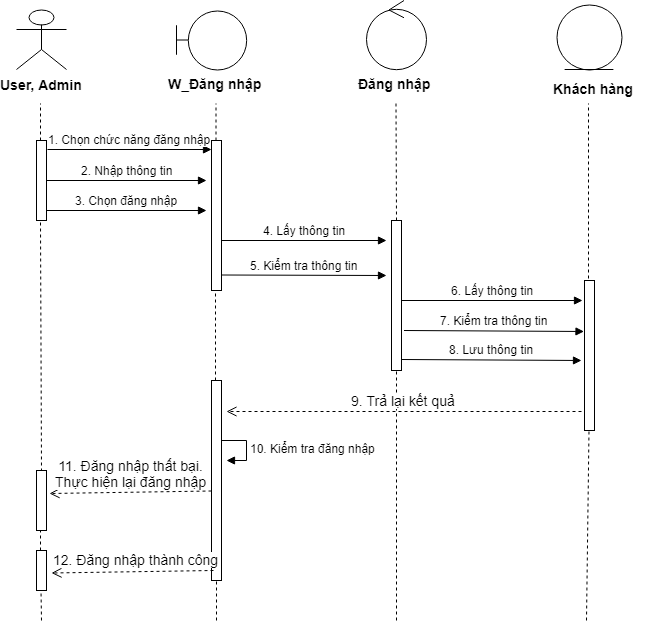 User, Admin
W_Đăng nhập
Đăng nhập
Khách hàng
1. Chọn chức năng đăng nhập
2. Nhập thông tin
3. Chọn đăng nhập
4. Lấy thông tin
5. Kiểm tra thông tin
6. Lấy thông tin
7. Kiểm tra thông tin
8. Lưu thông tin
9. Trả lại kết quả
10. Kiểm tra đăng nhập
11. Đăng nhập thất bại.
Thực hiện lại đăng nhập
12. Đăng nhập thành công